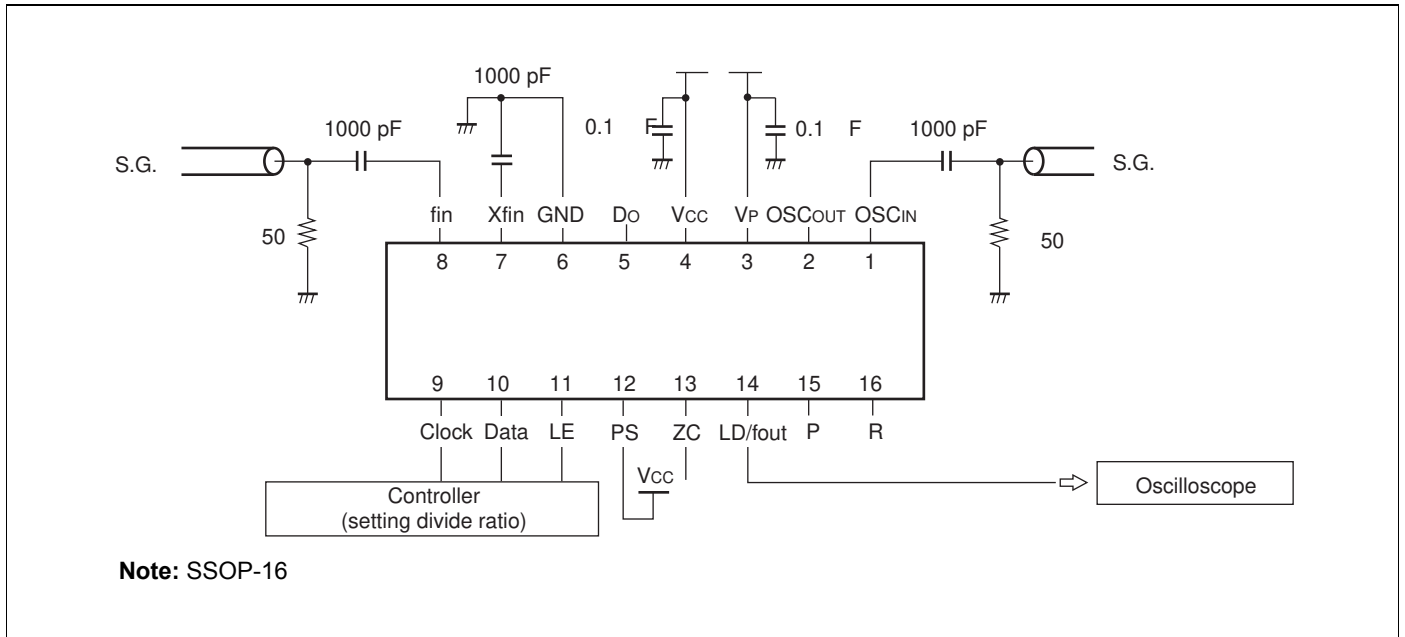 1000 pF
1000 pF
0.1 F
0.1 F
1000 pF
S.G.
S.G.
50
50
fin Xfin GND DO VCC VP OSCOUT OSCIN
8 7 6 5 4 3 2 1
9 10 11 12 13 14 15 16
Clock Data LE PS ZC LD/fout P R
VCC
Controller
(setting divide ratio)
Oscilloscope
Note: SSOP-16